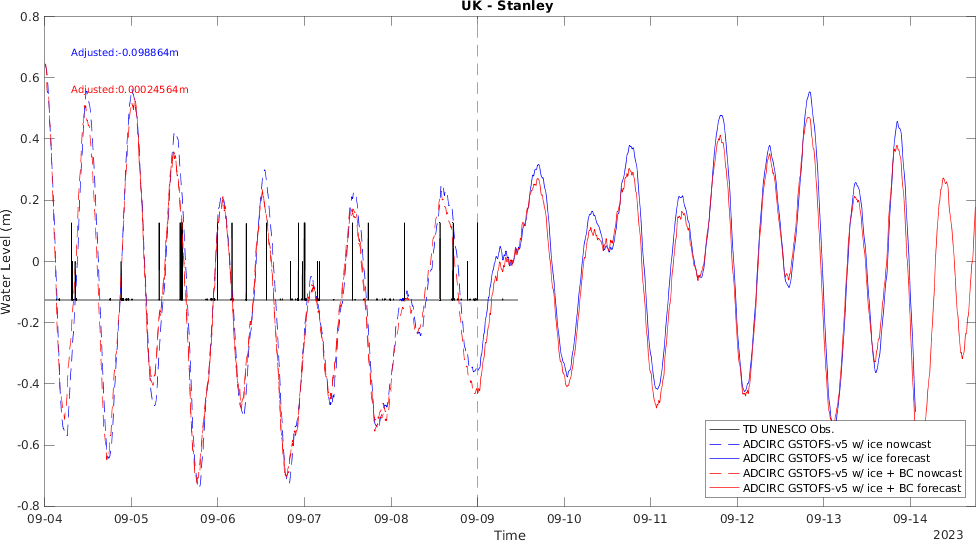 UK - Stanley
0.8
Adjusted:-0.098864m
0.6
Adjusted:0.00024564m
0.4
0.2
0
-0.2
-0.4
-0.6
-0.8
Water Level (m)
TD UNESCO Obs.
ADCIRC GSTOFS-v5 w/ ice nowcast
ADCIRC GSTOFS-v5 w/ ice forecast
ADCIRC GSTOFS-v5 w/ ice + BC nowcast
ADCIRC GSTOFS-v5 w/ ice + BC forecast
09-04 09-05 09-06 09-07 09-08 09-09 09-10 09-11 09-12 09-13 09-14
Time
2023